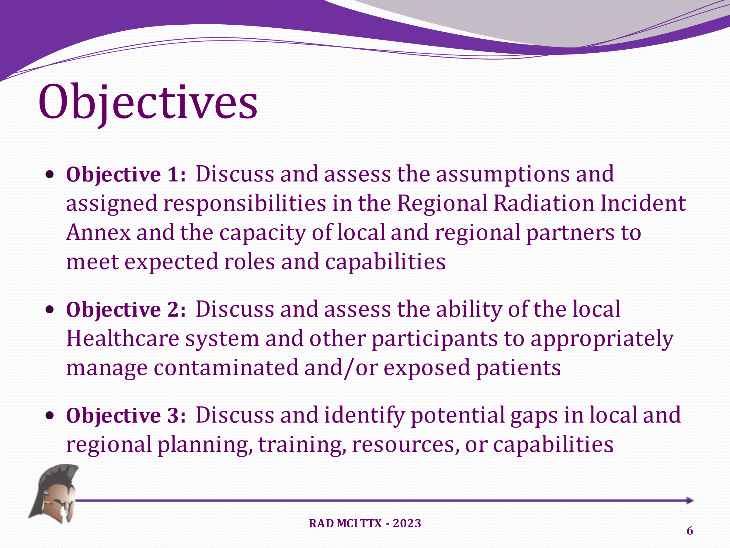 Objectives
• Objective 1: Discuss and assess the assumptions and
assigned responsibilities in the Regional Radiation Incident
Annex and the capacity of local and regional partners to
meet expected roles and capabilities
• Objective 2: Discuss and assess the ability of the local
Healthcare system and other participants to appropriately
manage contaminated and/or exposed patients
• Objective 3: Discuss and identify potential gaps in local and
regional planning, training, resources, or capabilities.
RAD MCI TTX - 2023
6